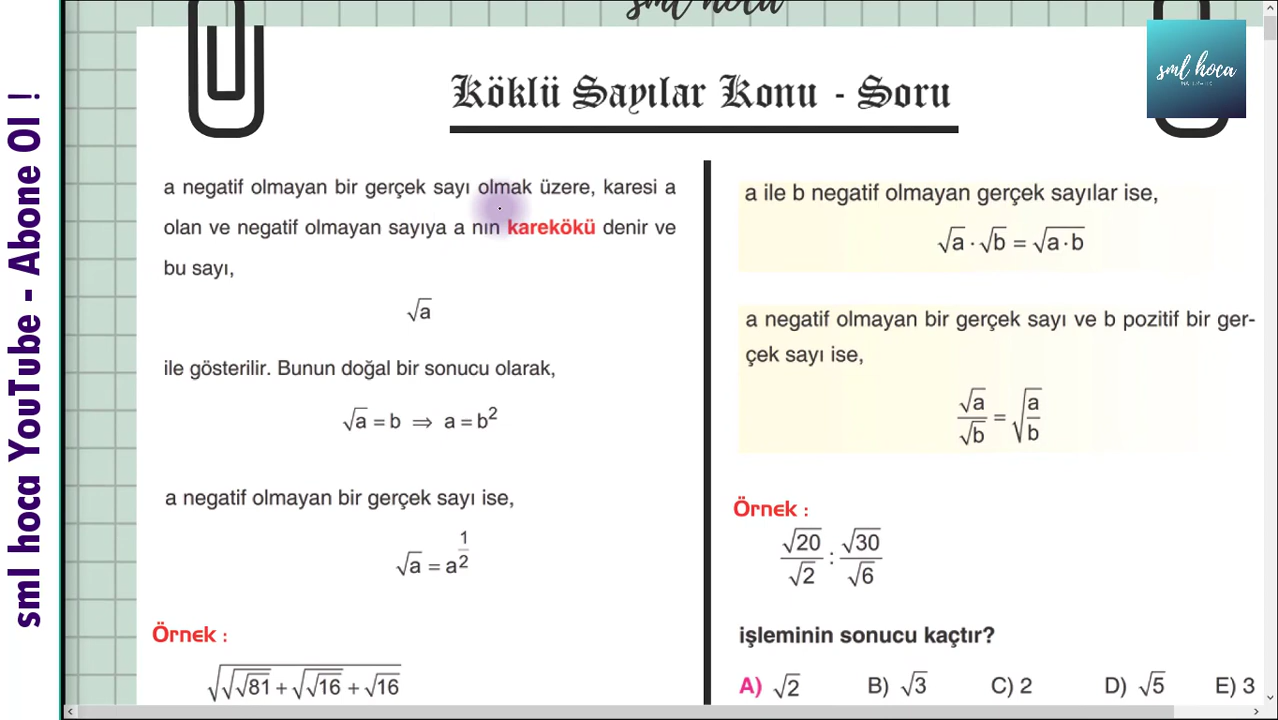 sml hoca YouTube - Abone Ol !
sml hoca
sml hoca
Köklü Sayılar Konu - Soru
a negatif olmayan bir gerçek sayı olmak üzere, karesi a
olan ve negatif olmayan sayıya a nın karekökü denir ve
bu sayı,
√a
ile gösterilir. Bunun doğal bir sonucu olarak,
√a = b ⇒ a = b²
a negatif olmayan bir gerçek sayı ise,
√a = a^(1/2)
Örnek :
√(√(√81) + √(√16) + √16)
a ile b negatif olmayan gerçek sayılar ise,
√a · √b = √(a · b)
a negatif olmayan bir gerçek sayı ve b pozitif bir ger-
çek sayı ise,
√a / √b = √(a/b)
Örnek :
√20 / √2 : √30 / √6
işleminin sonucu kaçtır?
A) √2 B) √3 C) 2 D) √5 E) 3